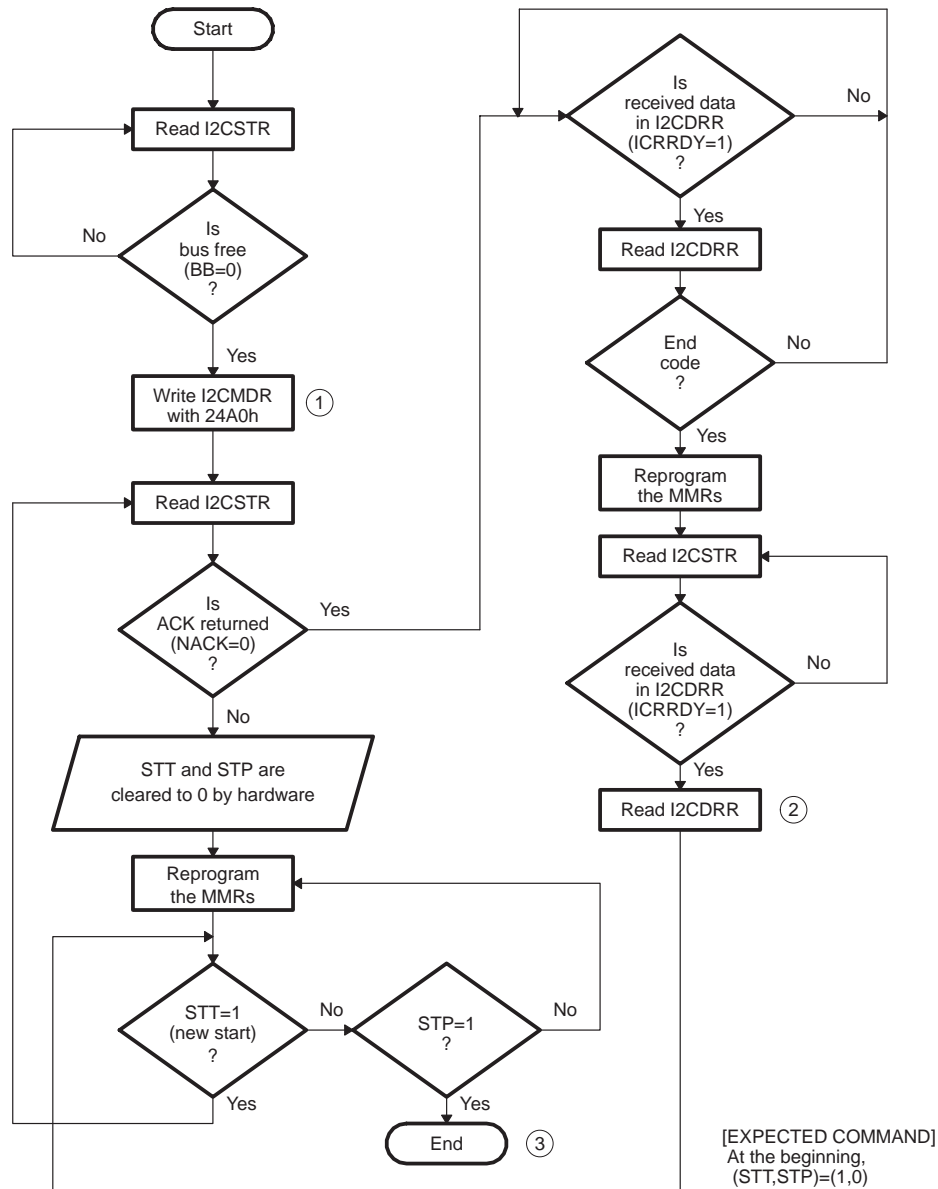 Start
Read I2CSTR
Is
bus free
(BB=0)
?
No
Yes
Write I2CMDR
with 24A0h
1
Read I2CSTR
Is
ACK returned
(NACK=0)
?
Yes
No
STT and STP are
cleared to 0 by hardware
Reprogram
the MMRs
STT=1
(new start)
?
No
Yes
STP=1
?
No
Yes
End
3
Is
received data
in I2CDRR
(ICRRDY=1)
?
No
Yes
Read I2CDRR
End
code
?
No
Yes
Reprogram
the MMRs
Read I2CSTR
Is
received data
in I2CDRR
(ICRRDY=1)
?
No
Yes
Read I2CDRR
2
[EXPECTED COMMAND]
At the beginning,
(STT,STP)=(1,0)